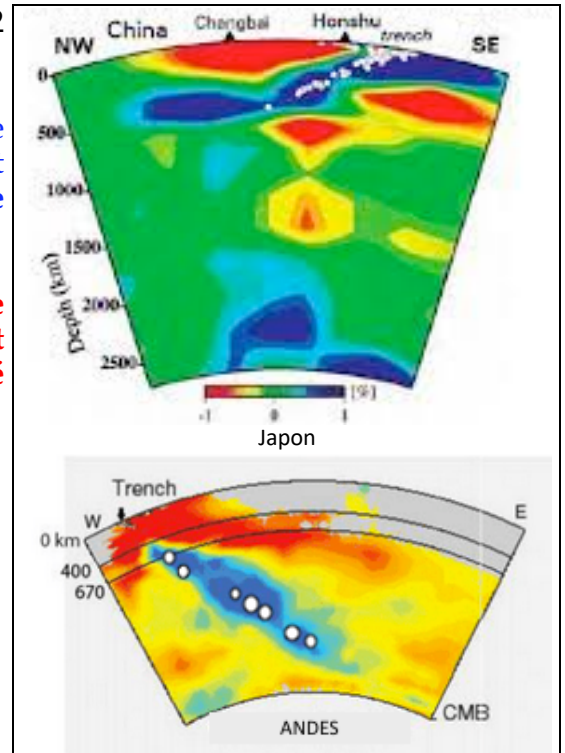 2
e
t
e
Changbai Honshu
NW China trench SE
0
500
1000
1500
Depth (km)
2000
2500
[%]
-1 0 1
Japon
Trench
W E
0 km
400
670
CMB
ANDES